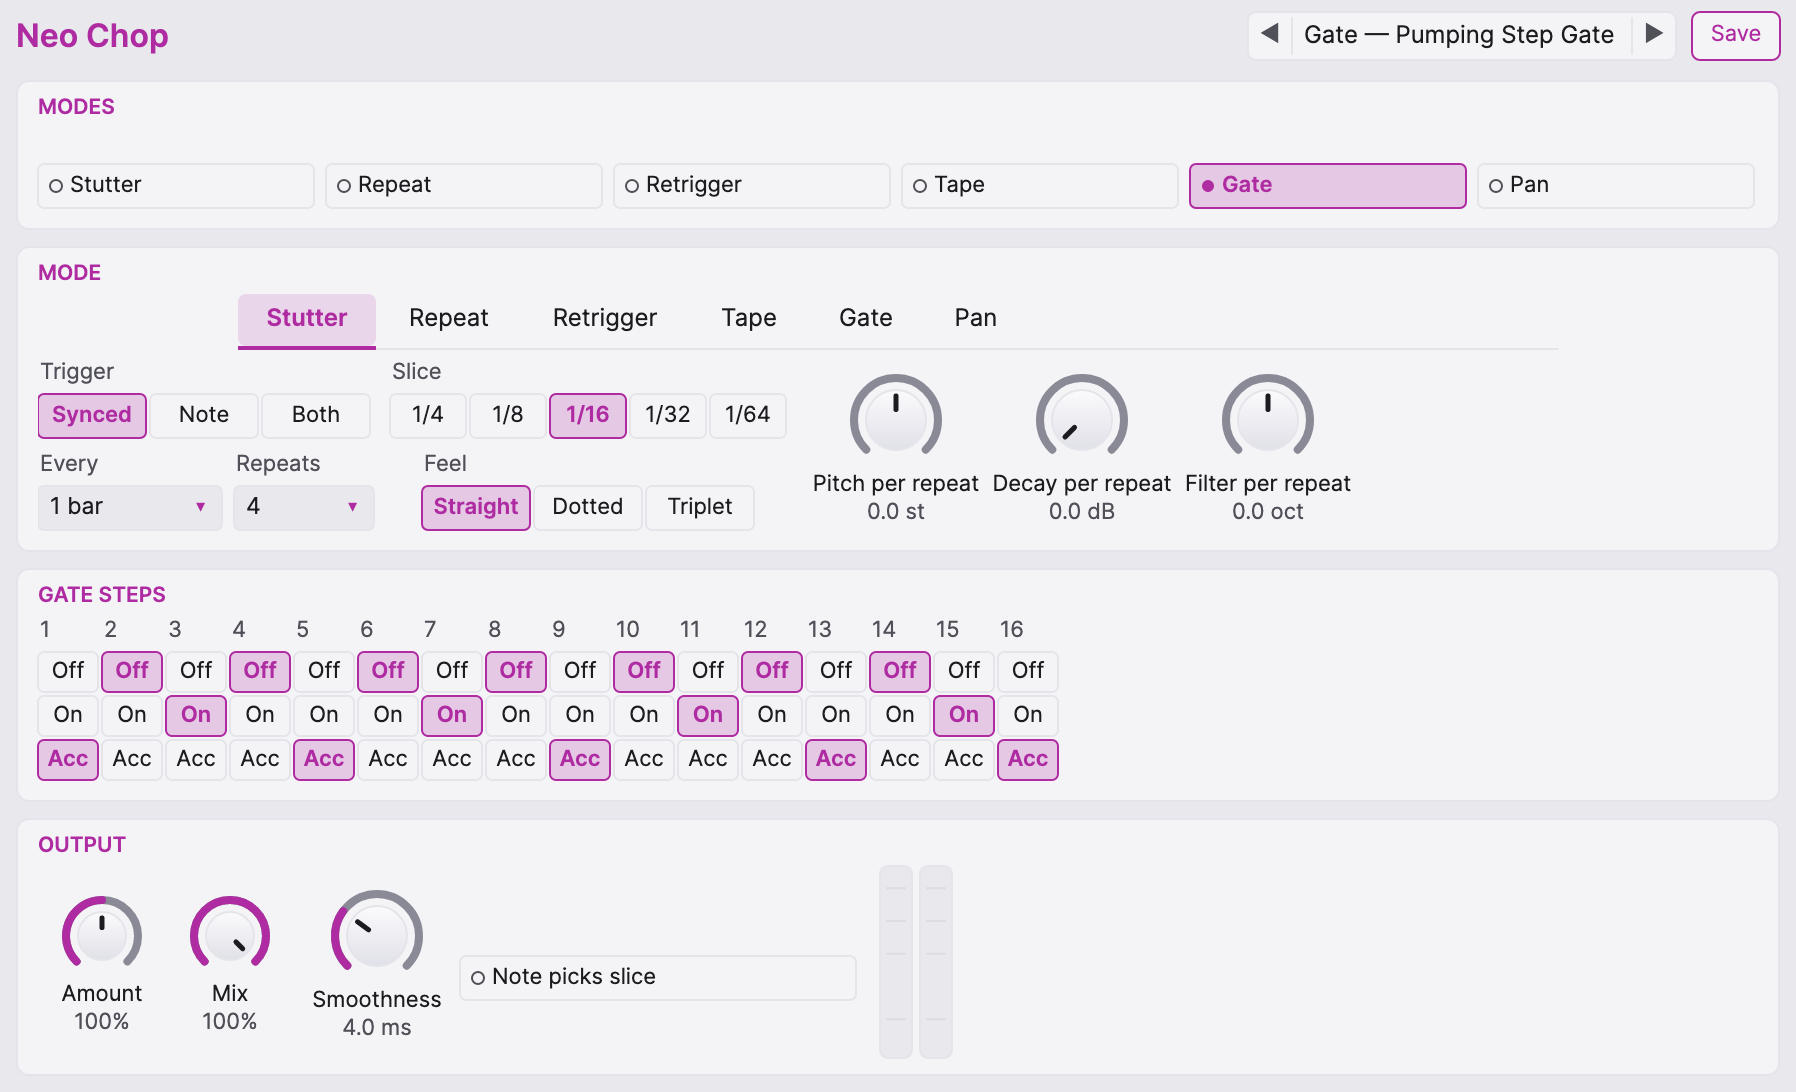 Neo Chop
◀ Gate — Pumping Step Gate ▶ Save
MODES
Stutter Repeat Retrigger Tape Gate Pan
MODE
Stutter Repeat Retrigger Tape Gate Pan
Trigger Slice
Synced Note Both 1/4 1/8 1/16 1/32 1/64
Every Repeats Feel
1 bar 4 Straight Dotted Triplet
Pitch per repeat Decay per repeat Filter per repeat
0.0 st 0.0 dB 0.0 oct
GATE STEPS
1 2 3 4 5 6 7 8 9 10 11 12 13 14 15 16
Off Off Off Off Off Off Off Off Off Off Off Off Off Off Off Off
On On On On On On On On On On On On On On On On
Acc Acc Acc Acc Acc Acc Acc Acc Acc Acc Acc Acc Acc Acc Acc Acc
OUTPUT
Amount Mix Smoothness
100% 100% 4.0 ms
Note picks slice